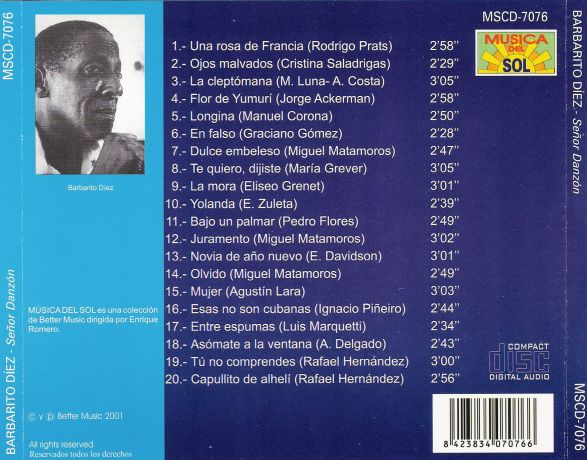 MSCD-7076
BARBARITO DÍEZ - Señor Danzón
Barbarito Díez
MÚSICA DEL SOL es una colección
de Better Music dirigida por Enrique
Romero.
© y ℗ Better Music 2001
All rights reserved
Reservados todos los derechos
1.- Una rosa de Francia (Rodrigo Prats) 2'58"
2.- Ojos malvados (Cristina Saladrigas) 2'29"
3.- La cleptómana (M. Luna- A. Costa) 3'05"
4.- Flor de Yumurí (Jorge Ackerman) 2'58"
5.- Longina (Manuel Corona) 2'50"
6.- En falso (Graciano Gómez) 2'28"
7.- Dulce embeleso (Miguel Matamoros) 2'47"
8.- Te quiero, dijiste (María Grever) 3'05"
9.- La mora (Eliseo Grenet) 3'01"
10.- Yolanda (E. Zuleta) 2'39"
11.- Bajo un palmar (Pedro Flores) 2'49"
12.- Juramento (Miguel Matamoros) 3'02"
13.- Novia de año nuevo (E. Davidson) 3'01"
14.- Olvido (Miguel Matamoros) 2'49"
15.- Mujer (Agustín Lara) 3'03"
16.- Esas no son cubanas (Ignacio Piñeiro) 2'44"
17.- Entre espumas (Luis Marquetti) 2'34"
18.- Asómate a la ventana (A. Delgado) 2'43"
19.- Tú no comprendes (Rafael Hernández) 3'00"
20.- Capullito de alhelí (Rafael Hernández) 2'56"
MSCD-7076
MUSICA
DEL
SOL
COMPACT
disc
DIGITAL AUDIO
8 423834 070766
BARBARITO DÍEZ - Señor Danzón
MSCD-7076